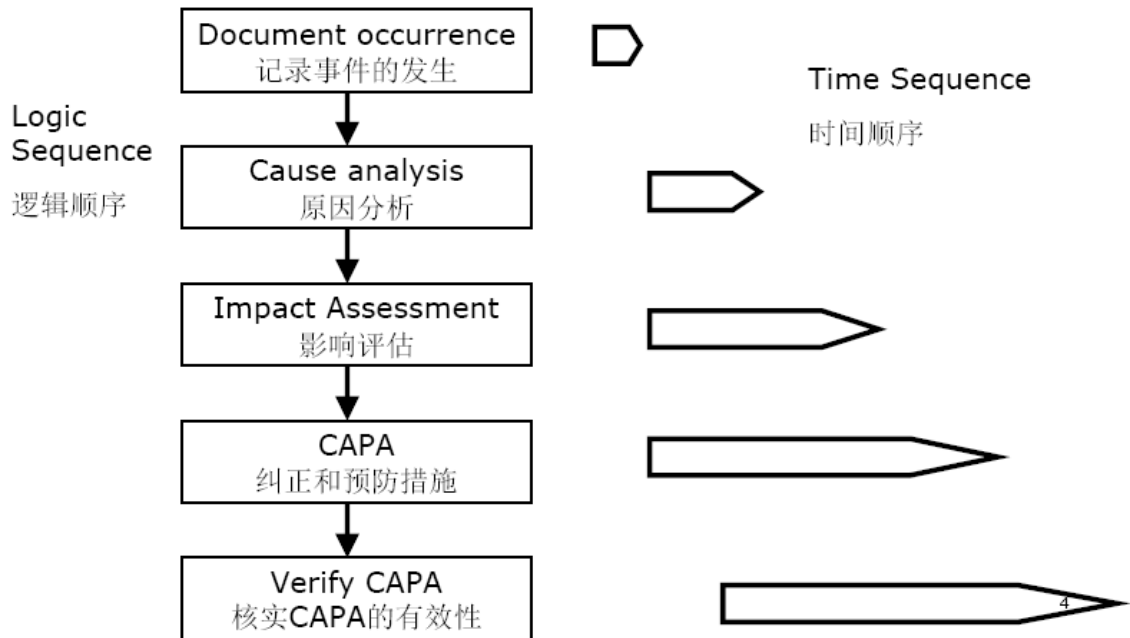 Document occurrence
记录事件的发生
Time Sequence
时间顺序
Logic
Sequence
逻辑顺序
Cause analysis
原因分析
Impact Assessment
影响评估
CAPA
纠正和预防措施
Verify CAPA
核实CAPA的有效性
4